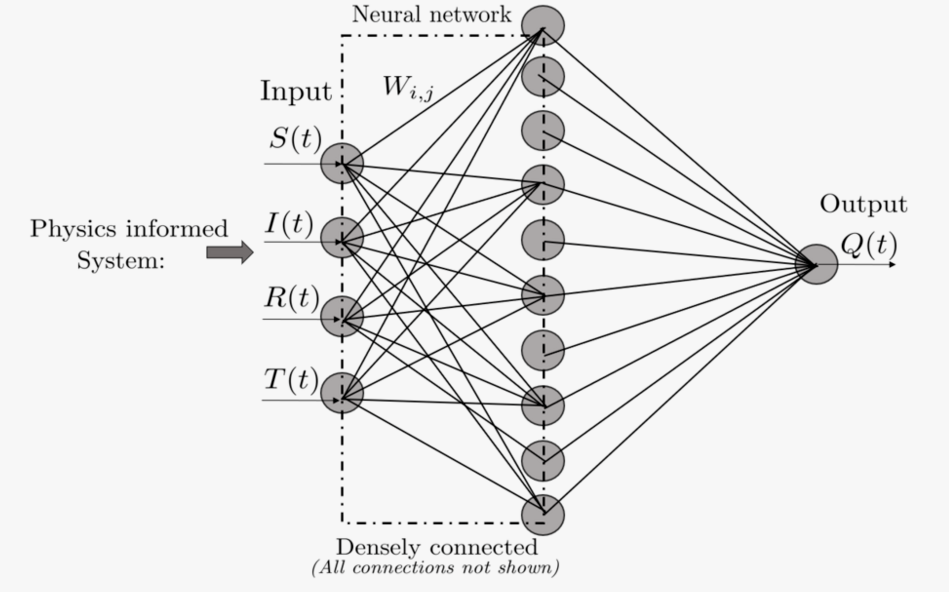 Neural network
Input
W_{i,j}
S(t)
I(t)
Physics informed
System:
R(t)
T(t)
Output
Q(t)
Densely connected
(All connections not shown)